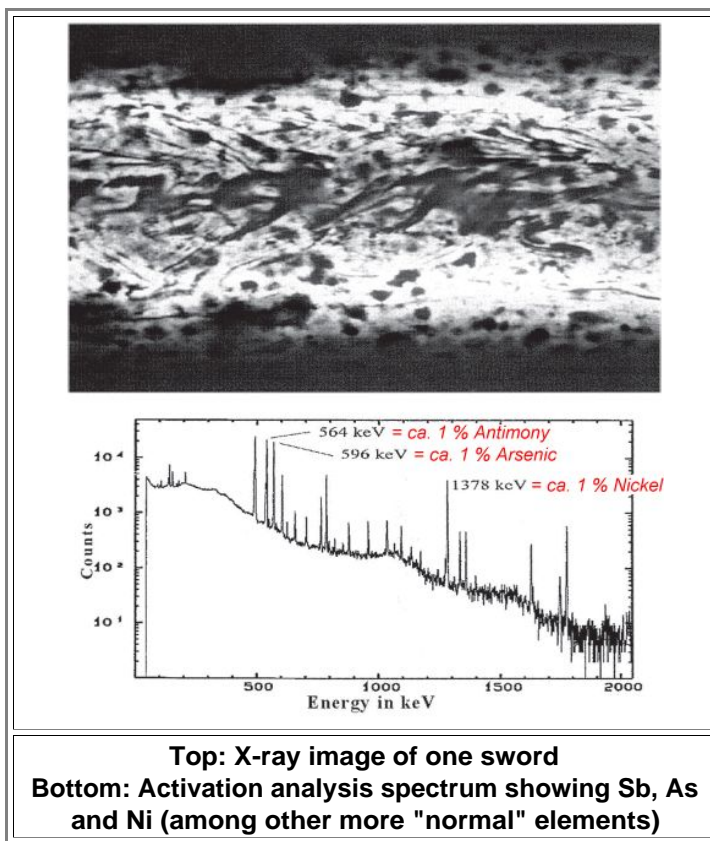 564 keV = ca. 1 % Antimony
596 keV = ca. 1 % Arsenic
1378 keV = ca. 1 % Nickel
10⁴
10³
10²
10¹
Counts
500 1000 1500 2000
Energy in keV
Top: X-ray image of one sword
Bottom: Activation analysis spectrum showing Sb, As
and Ni (among other more "normal" elements)